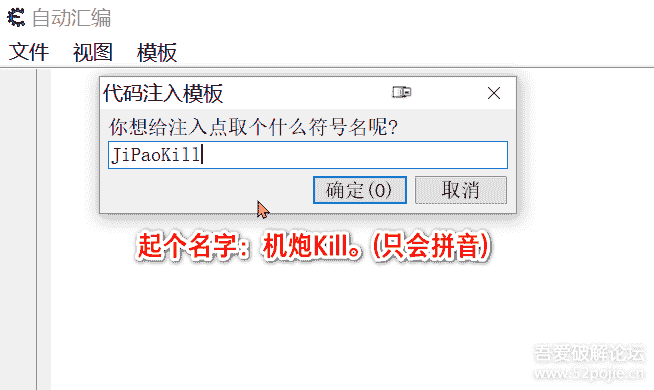 自动汇编
文件 视图 模板
代码注入模板
你想给注入点取个什么符号名呢?
JiPaoKill
确定(O) 取消
起个名字：机炮Kill。(只会拼音)
吾爱破解论坛
www.52pojie.cn